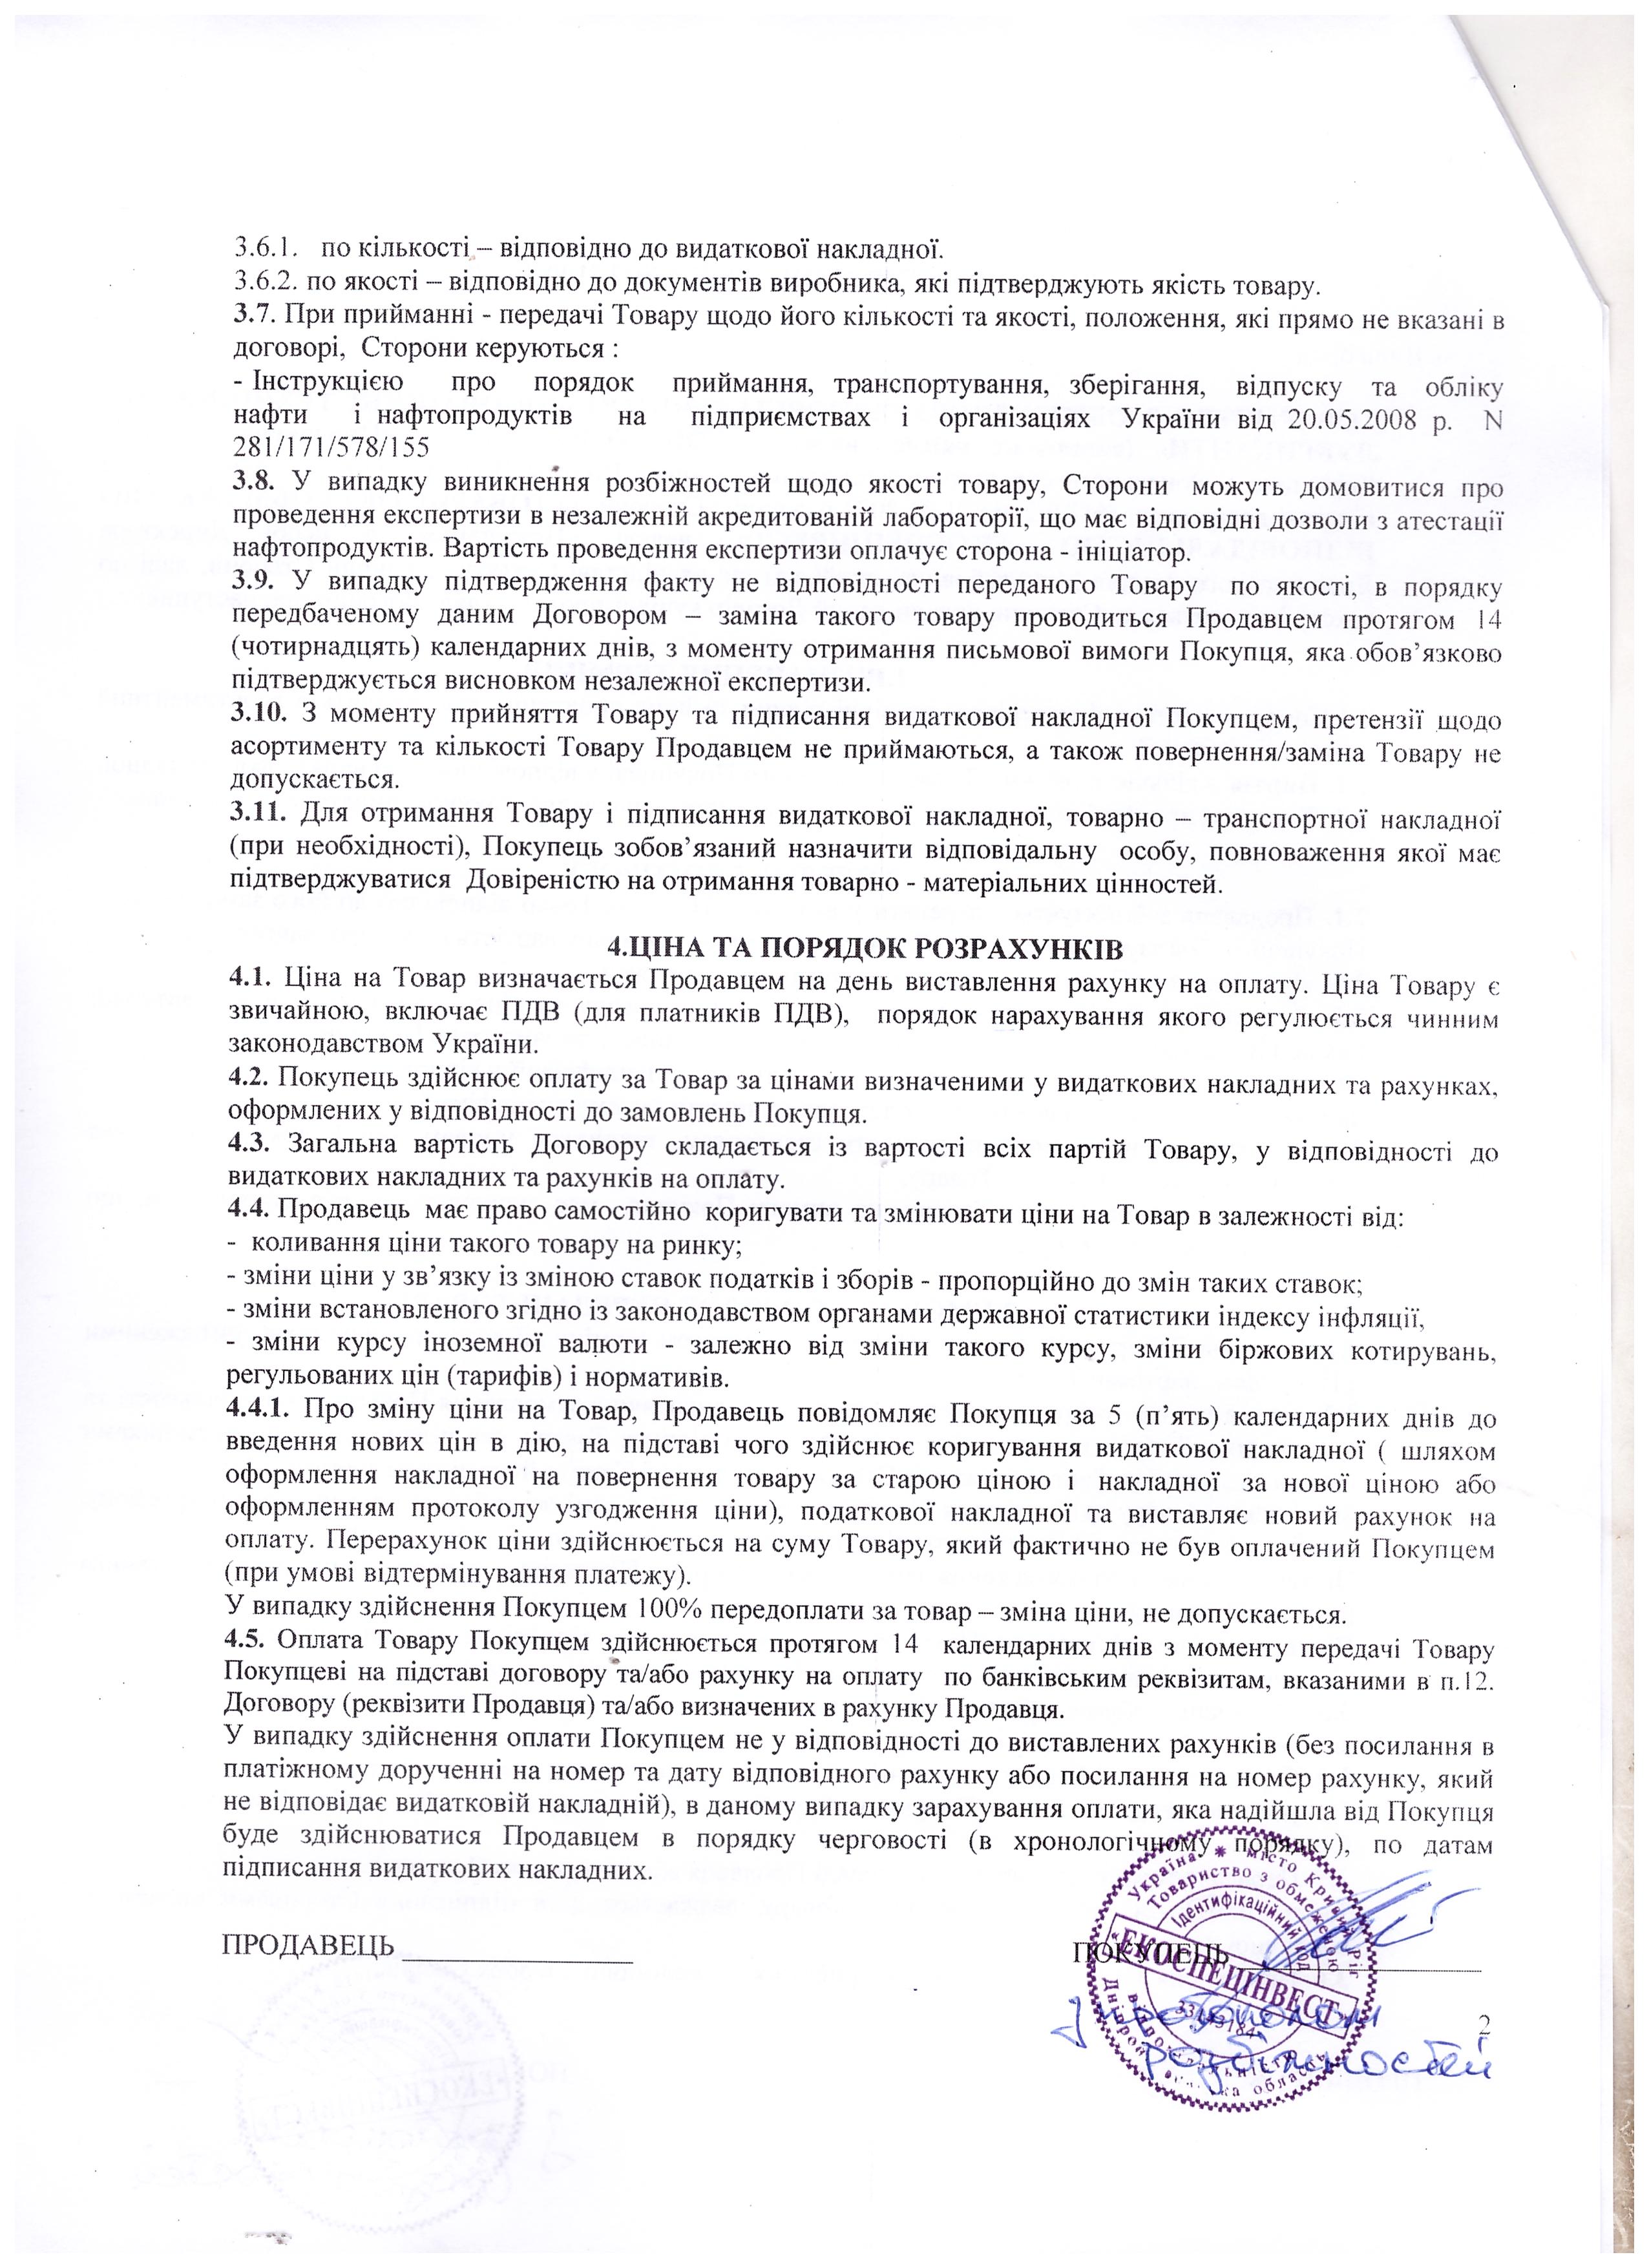 3.6.1. по кількості – відповідно до видаткової накладної.
3.6.2. по якості – відповідно до документів виробника, які підтверджують якість товару.
3.7. При прийманні - передачі Товару щодо його кількості та якості, положення, які прямо не вказані в
договорі, Сторони керуються :
- Інструкцією про порядок приймання, транспортування, зберігання, відпуску та обліку
нафти і нафтопродуктів на підприємствах і організаціях України від 20.05.2008 р. N
281/171/578/155
3.8. У випадку виникнення розбіжностей щодо якості товару, Сторони можуть домовитися про
проведення експертизи в незалежній акредитованій лабораторії, що має відповідні дозволи з атестації
нафтопродуктів. Вартість проведення експертизи оплачує сторона - ініціатор.
3.9. У випадку підтвердження факту не відповідності переданого Товару по якості, в порядку
передбаченому даним Договором – заміна такого товару проводиться Продавцем протягом 14
(чотирнадцять) календарних днів, з моменту отримання письмової вимоги Покупця, яка обов’язково
підтверджується висновком незалежної експертизи.
3.10. З моменту прийняття Товару та підписання видаткової накладної Покупцем, претензії щодо
асортименту та кількості Товару Продавцем не приймаються, а також повернення/заміна Товару не
допускається.
3.11. Для отримання Товару і підписання видаткової накладної, товарно – транспортної накладної
(при необхідності), Покупець зобов’язаний назначити відповідальну особу, повноваження якої має
підтверджуватися Довіреністю на отримання товарно - матеріальних цінностей.
4.ЦІНА ТА ПОРЯДОК РОЗРАХУНКІВ
4.1. Ціна на Товар визначається Продавцем на день виставлення рахунку на оплату. Ціна Товару є
звичайною, включає ПДВ (для платників ПДВ), порядок нарахування якого регулюється чинним
законодавством України.
4.2. Покупець здійснює оплату за Товар за цінами визначеними у видаткових накладних та рахунках,
оформлених у відповідності до замовлень Покупця.
4.3. Загальна вартість Договору складається із вартості всіх партій Товару, у відповідності до
видаткових накладних та рахунків на оплату.
4.4. Продавець має право самостійно коригувати та змінювати ціни на Товар в залежності від:
- коливання ціни такого товару на ринку;
- зміни ціни у зв’язку із зміною ставок податків і зборів - пропорційно до змін таких ставок;
- зміни встановленого згідно із законодавством органами державної статистики індексу інфляції,
- зміни курсу іноземної валюти - залежно від зміни такого курсу, зміни біржових котирувань,
регульованих цін (тарифів) і нормативів.
4.4.1. Про зміну ціни на Товар, Продавець повідомляє Покупця за 5 (п’ять) календарних днів до
введення нових цін в дію, на підставі чого здійснює коригування видаткової накладної ( шляхом
оформлення накладної на повернення товару за старою ціною і накладної за нової ціною або
оформленням протоколу узгодження ціни), податкової накладної та виставляє новий рахунок на
оплату. Перерахунок ціни здійснюється на суму Товару, який фактично не був оплачений Покупцем
(при умові відтермінування платежу).
У випадку здійснення Покупцем 100% передоплати за товар – зміна ціни, не допускається.
4.5. Оплата Товару Покупцем здійснюється протягом 14 календарних днів з моменту передачі Товару
Покупцеві на підставі договору та/або рахунку на оплату по банківським реквізитам, вказаними в п.12.
Договору (реквізити Продавця) та/або визначених в рахунку Продавця.
У випадку здійснення оплати Покупцем не у відповідності до виставлених рахунків (без посилання в
платіжному дорученні на номер та дату відповідного рахунку або посилання на номер рахунку, який
не відповідає видатковій накладній), в даному випадку зарахування оплати, яка надійшла від Покупця
буде здійснюватися Продавцем в порядку черговості (в хронологічному порядку), по датам
підписання видаткових накладних.
Україна * місто Кривий Ріг
Товариство з обмеженою
Ідентифікаційний код
ПРОДАВЕЦЬ ________________ ПОКУПЕЦЬ ________________
«ЕКОСПЕЦІНВЕСТ»
З протоколом
2
розбіжностей
область